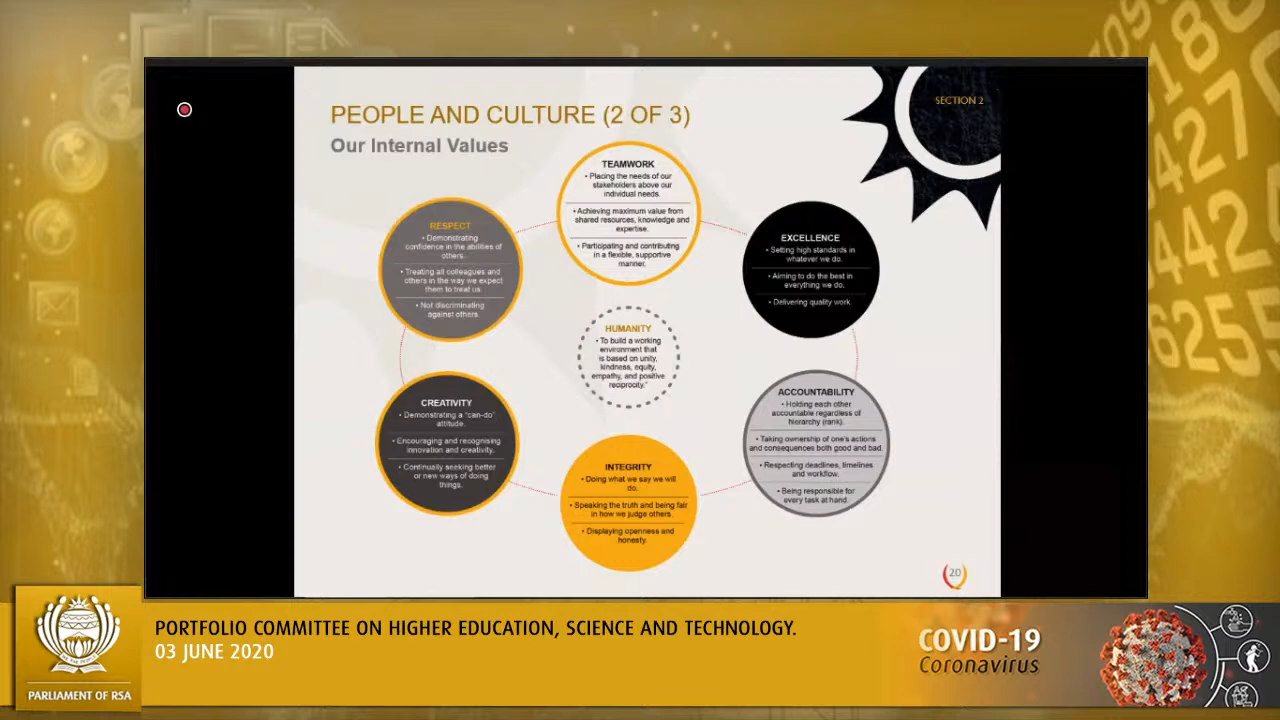 SECTION 2
PEOPLE AND CULTURE (2 OF 3)
Our Internal Values
TEAMWORK
• Placing the needs of our
stakeholders above our
individual needs.
• Achieving maximum value from
shared resources, knowledge and
expertise.
• Participating and contributing
in a flexible, supportive
manner.
RESPECT
• Demonstrating
confidence in the abilities of
others.
• Treating all colleagues and
others in the way we expect
them to treat us.
• Not discriminating
against others.
EXCELLENCE
• Setting high standards in
whatever we do.
• Aiming to do the best in
everything we do.
• Delivering quality work.
HUMANITY
• To build a working
environment that
is based on unity,
kindness, equity,
empathy, and positive
reciprocity."
CREATIVITY
• Demonstrating a "can-do"
attitude.
• Encouraging and recognising
innovation and creativity.
• Continually seeking better
or new ways of doing
things.
INTEGRITY
• Doing what we say we will
do.
• Speaking the truth and being fair
in how we judge others.
• Displaying openness and
honesty.
ACCOUNTABILITY
• Holding each other
accountable regardless of
hierarchy (rank).
• Taking ownership of one's actions
and consequences both good and bad.
• Respecting deadlines, timelines
and workflow.
• Being responsible for
every task at hand.
20
PORTFOLIO COMMITTEE ON HIGHER EDUCATION, SCIENCE AND TECHNOLOGY.
03 JUNE 2020
PARLIAMENT OF RSA
COVID-19
Coronavirus